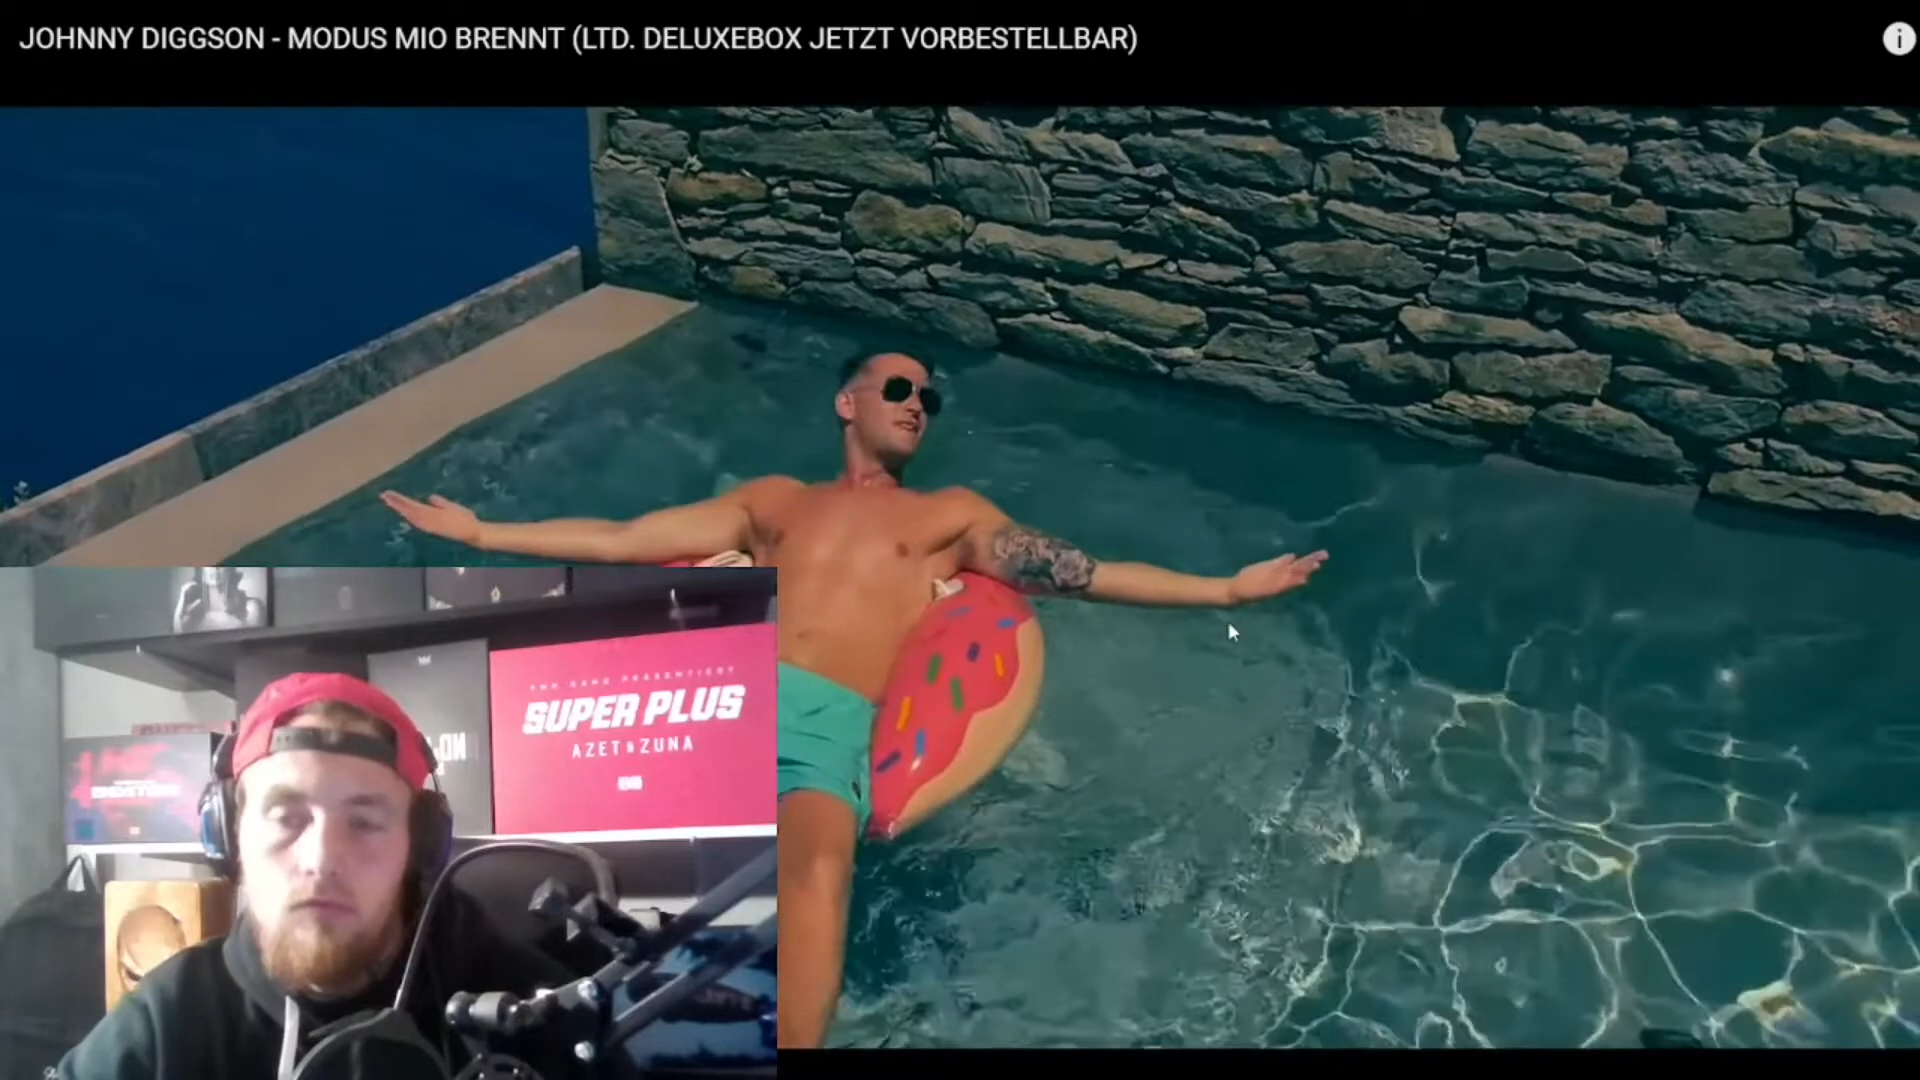 JOHNNY DIGGSON - MODUS MIO BRENNT (LTD. DELUXEBOX JETZT VORBESTELLBAR)
SUPER PLUS
AZET & ZUNA